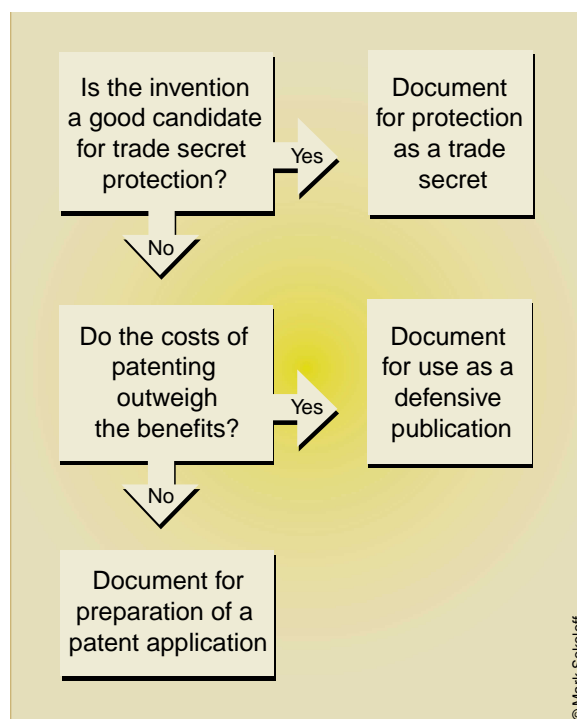 Is the invention
a good candidate
for trade secret
protection?
Yes
Document
for protection
as a trade
secret
No
Do the costs of
patenting
outweigh
the benefits?
Yes
Document
for use as a
defensive
publication
No
Document for
preparation of a
patent application
©Mark Sokoloff